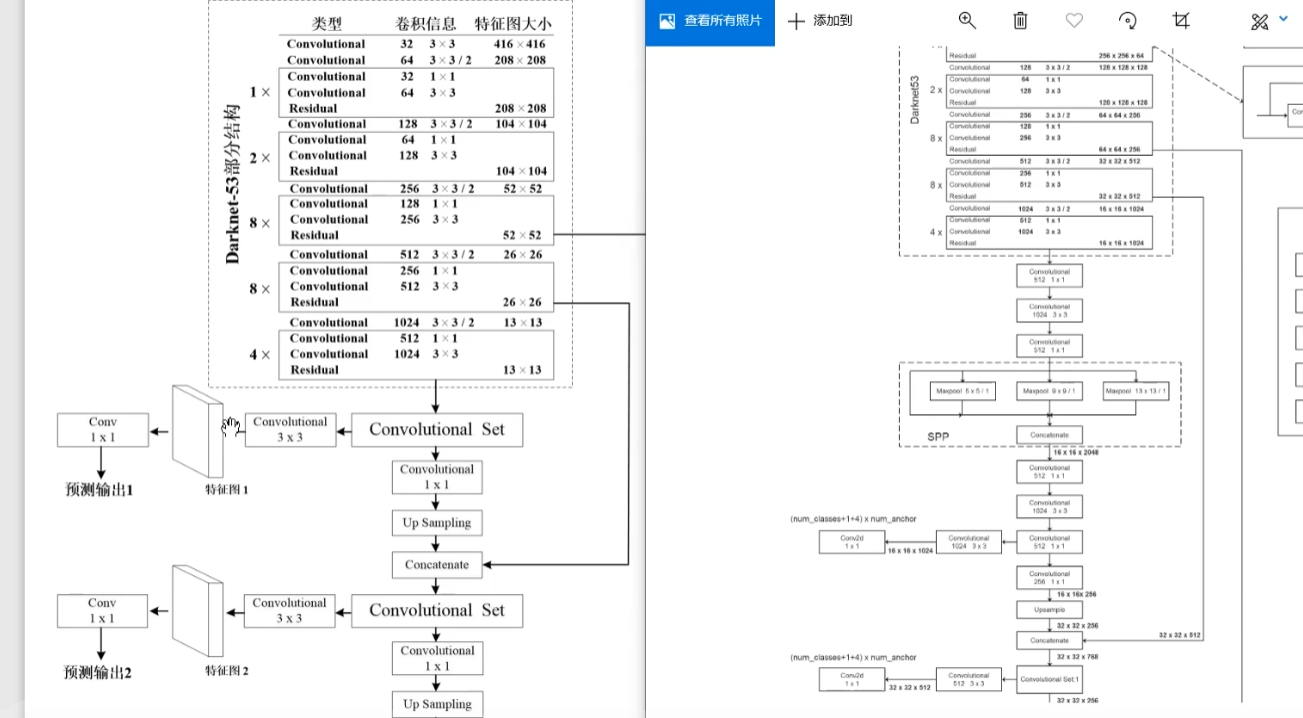 类型 卷积信息 特征图大小
Convolutional 32 3×3 416×416
Convolutional 64 3×3/2 208×208
Convolutional 32 1×1
1× Convolutional 64 3×3
Residual 208×208
Convolutional 128 3×3/2 104×104
Convolutional 64 1×1
2× Convolutional 128 3×3
Residual 104×104
Convolutional 256 3×3/2 52×52
Convolutional 128 1×1
8× Convolutional 256 3×3
Residual 52×52
Convolutional 512 3×3/2 26×26
Convolutional 256 1×1
8× Convolutional 512 3×3
Residual 26×26
Convolutional 1024 3×3/2 13×13
Convolutional 512 1×1
4× Convolutional 1024 3×3
Residual 13×13
Darknet-53部分结构
Conv
1 x 1
Convolutional
3 x 3
Convolutional Set
预测输出1
特征图 1
Convolutional
1 x 1
Up Sampling
Concatenate
Conv
1 x 1
Convolutional
3 x 3
Convolutional Set
预测输出2
特征图 2
Convolutional
1 x 1
Up Sampling
查看所有照片 添加到
Residual 256 x 256 x 64
Convolutional 128 3 x 3 / 2 128 x 128 x 128
Convolutional 64 1 x 1
2 x Convolutional 128 3 x 3
Residual 128 x 128 x 128
Convolutional 256 3 x 3 / 2 64 x 64 x 256
Convolutional 128 1 x 1
8 x Convolutional 256 3 x 3
Residual 64 x 64 x 256
Convolutional 512 3 x 3 / 2 32 x 32 x 512
Convolutional 256 1 x 1
8 x Convolutional 512 3 x 3
Residual 32 x 32 x 512
Convolutional 1024 3 x 3 / 2 16 x 16 x 1024
Convolutional 512 1 x 1
4 x Convolutional 1024 3 x 3
Residual 16 x 16 x 1024
Darknet53
Convolutional
512 1 x 1
Convolutional
1024 3 x 3
Convolutional
512 1 x 1
Maxpool 5 x 5 / 1
Maxpool 9 x 9 / 1
Maxpool 13 x 13 / 1
SPP
Concatenate
16 x 16 x 2048
Convolutional
512 1 x 1
Convolutional
1024 3 x 3
(num_classes+1+4) x num_anchor
Conv2d
1 x 1
16 x 16 x 1024
Convolutional
1024 3 x 3
Convolutional
512 1 x 1
Convolutional
256 1 x 1
16 x 16x 256
Upsample
32 x 32 x 256
Concatenate
32 x 32 x 512
32 x 32 x 768
(num_classes+1+4) x num_anchor
Conv2d
1 x 1
32 x 32 x 512
Convolutional
512 3 x 3
Convolutional Set:1
32 x 32 x 256